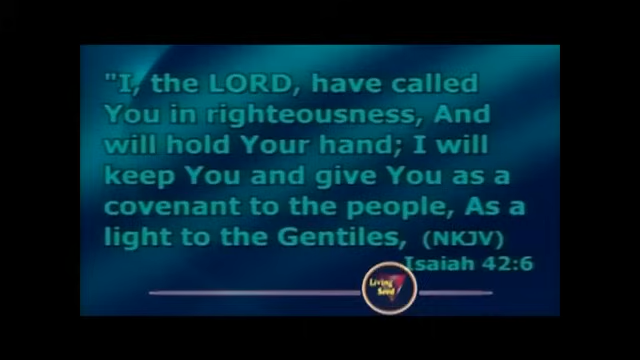 "I, the LORD, have called
You in righteousness, And
will hold Your hand; I will
keep You and give You as a
covenant to the people, As a
light to the Gentiles, (NKJV)
Isaiah 42:6
Living
Seed